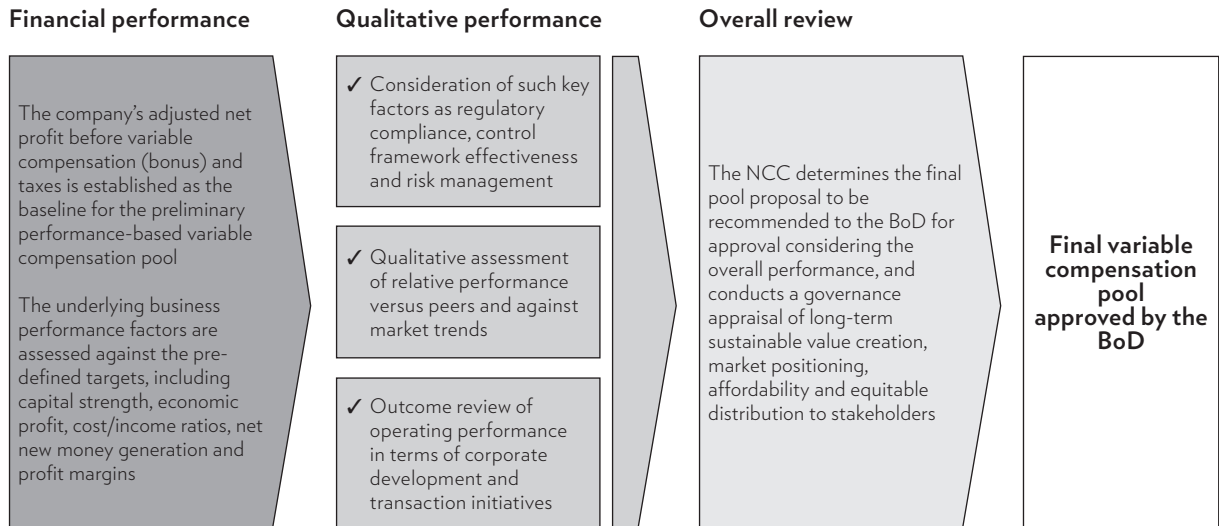 Financial performance
The company's adjusted net
profit before variable
compensation (bonus) and
taxes is established as the
baseline for the preliminary
performance-based variable
compensation pool
The underlying business
performance factors are
assessed against the pre-
defined targets, including
capital strength, economic
profit, cost/income ratios, net
new money generation and
profit margins
Qualitative performance
✓ Consideration of such key
factors as regulatory
compliance, control
framework effectiveness
and risk management
✓ Qualitative assessment
of relative performance
versus peers and against
market trends
✓ Outcome review of
operating performance
in terms of corporate
development and
transaction initiatives
Overall review
The NCC determines the final
pool proposal to be
recommended to the BoD for
approval considering the
overall performance, and
conducts a governance
appraisal of long-term
sustainable value creation,
market positioning,
affordability and equitable
distribution to stakeholders
Final variable
compensation
pool
approved by the
BoD